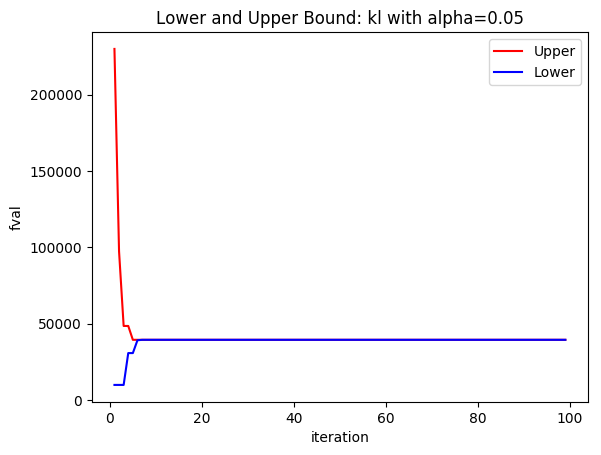 Lower and Upper Bound: kl with alpha=0.05
Upper
Lower
200000
150000
100000
50000
0
fval
0 20 40 60 80 100
iteration